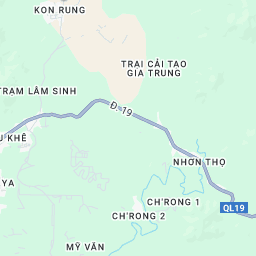 KON RUNG
TRẠI CẢI TẠO
GIA TRUNG
TRẠM LÂM SINH
Đ. 19
U KHÊ
NHƠN THỌ
YA
CH'RONG 1
QL19
CH'RONG 2
MỸ VÂN